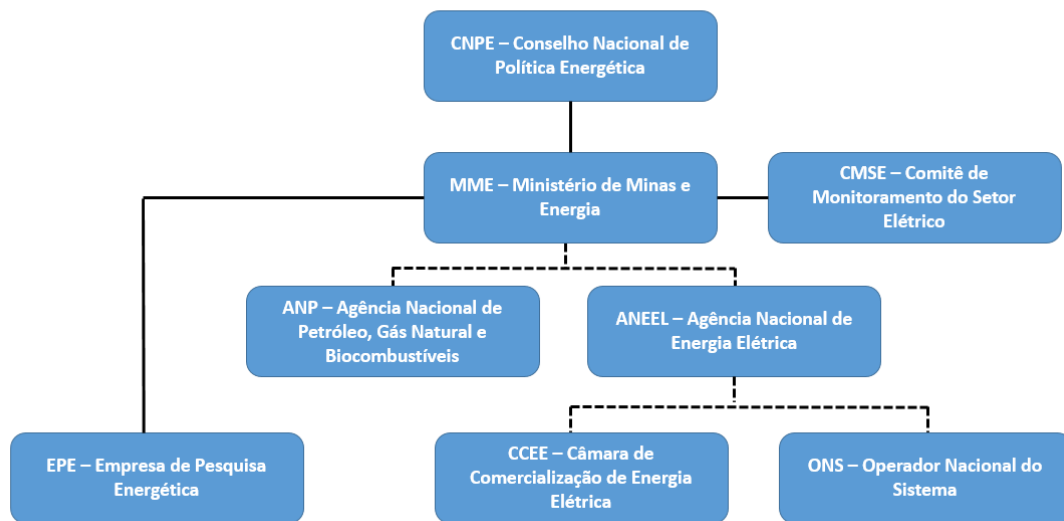 CNPE – Conselho Nacional de
Política Energética
MME – Ministério de Minas e
Energia
CMSE – Comitê de
Monitoramento do Setor
Elétrico
ANP – Agência Nacional de
Petróleo, Gás Natural e
Biocombustíveis
ANEEL – Agência Nacional de
Energia Elétrica
EPE – Empresa de Pesquisa
Energética
CCEE – Câmara de
Comercialização de Energia
Elétrica
ONS – Operador Nacional do
Sistema